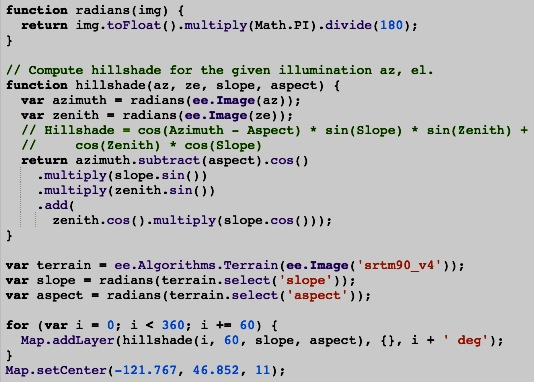 function radians(img) {
  return img.toFloat().multiply(Math.PI).divide(180);
}

// Compute hillshade for the given illumination az, el.
function hillshade(az, ze, slope, aspect) {
  var azimuth = radians(ee.Image(az));
  var zenith = radians(ee.Image(ze));
  // Hillshade = cos(Azimuth - Aspect) * sin(Slope) * sin(Zenith) +
  //     cos(Zenith) * cos(Slope)
  return azimuth.subtract(aspect).cos()
    .multiply(slope.sin())
    .multiply(zenith.sin())
    .add(
      zenith.cos().multiply(slope.cos()));
}

var terrain = ee.Algorithms.Terrain(ee.Image('srtm90_v4'));
var slope = radians(terrain.select('slope'));
var aspect = radians(terrain.select('aspect'));

for (var i = 0; i < 360; i += 60) {
  Map.addLayer(hillshade(i, 60, slope, aspect), {}, i + ' deg');
}
Map.setCenter(-121.767, 46.852, 11);